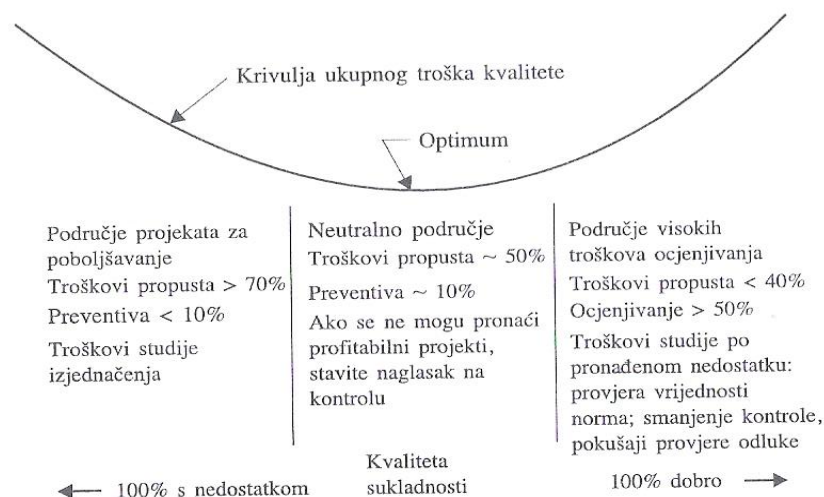 Krivulja ukupnog troška kvalitete
Optimum
Područje projekata za
poboljšavanje
Troškovi propusta > 70%
Preventiva < 10%
Troškovi studije
izjednačenja
Neutralno područje
Troškovi propusta ~ 50%
Preventiva ~ 10%
Ako se ne mogu pronaći
profitabilni projekti,
stavite naglasak na
kontrolu
Područje visokih
troškova ocjenjivanja
Troškovi propusta < 40%
Ocjenjivanje > 50%
Troškovi studije po
pronađenom nedostatku:
provjera vrijednosti
norma; smanjenje kontrole,
pokušaji provjere odluke
100% s nedostatkom
Kvaliteta
sukladnosti
100% dobro